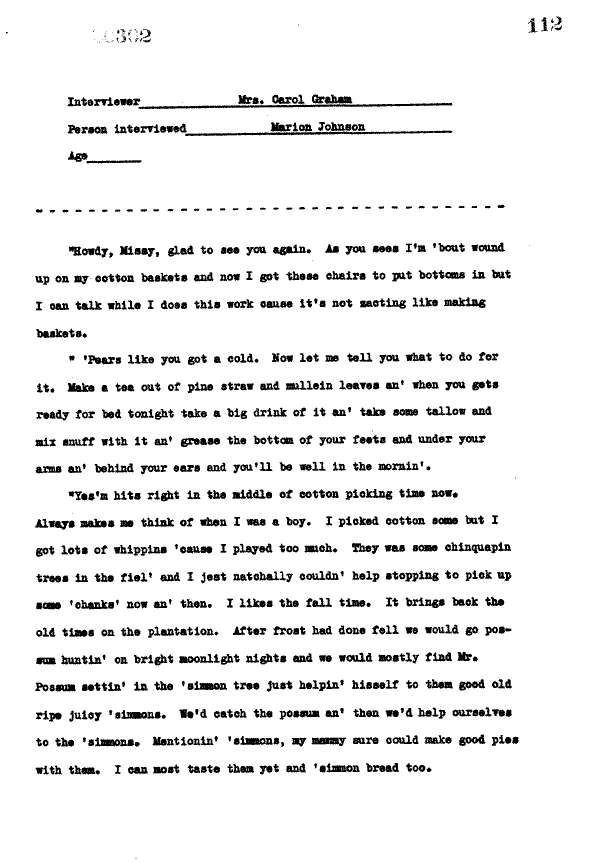 30302
112
Interviewer Mrs. Carol Graham
Person interviewed Marion Johnson
Age
"Howdy, Missy, glad to see you again. As you sees I'm 'bout wound
up on my cotton baskets and now I got these chairs to put bottoms in but
I can talk while I does this work cause it's not zacting like making
baskets.
" 'Pears like you got a cold. Now let me tell you what to do for
it. Make a tea out of pine straw and mullein leaves an' when you gets
ready for bed tonight take a big drink of it an' take some tallow and
mix snuff with it an' grease the bottom of your feets and under your
arms an' behind your ears and you'll be well in the mornin'.
"Yes'm hits right in the middle of cotton picking time now.
Always makes me think of when I was a boy. I picked cotton some but I
got lots of whippins 'cause I played too much. They was some chinquapin
trees in the fiel' and I jest natchally couldn' help stopping to pick up
some 'chanks' now an' then. I likes the fall time. It brings back the
old times on the plantation. After frost had done fell we would go pos-
sum huntin' on bright moonlight nights and we would mostly find Mr.
Possum settin' in the 'simmon tree just helpin' hisself to them good old
ripe juicy 'simmons. We'd catch the possum an' then we'd help ourselves
to the 'simmons. Mentionin' 'simmons, my mammy sure could make good pies
with them. I can most taste them yet and 'simmon bread too.